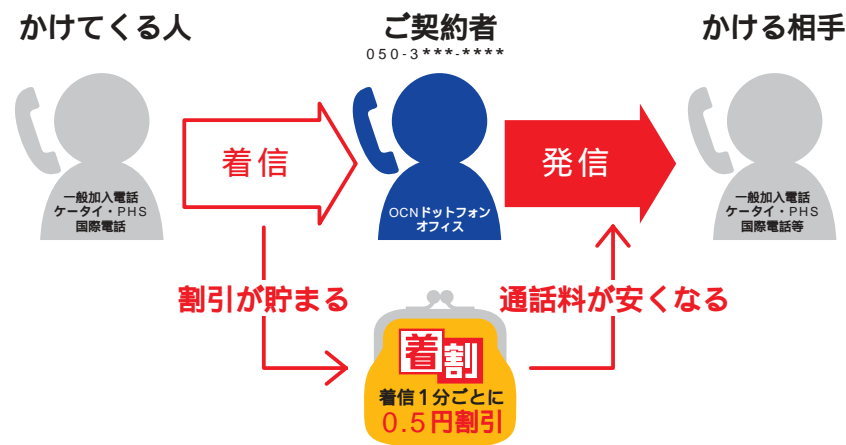 かけてくる人
ご契約者
050-3***-****
かける相手
着信
発信
一般加入電話
ケータイ・PHS
国際電話
OCNドットフォン
オフィス
一般加入電話
ケータイ・PHS
国際電話等
割引が貯まる
通話料が安くなる
着割
着信1分ごとに
0.5円割引